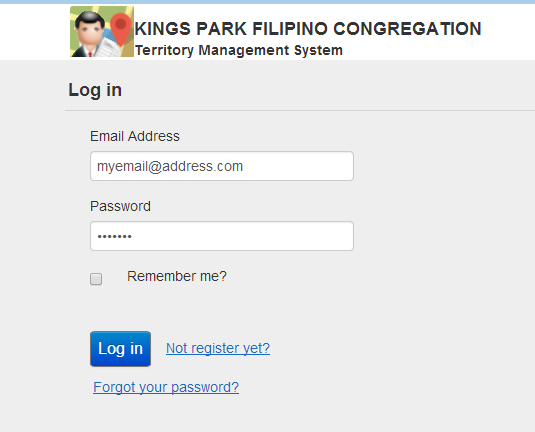 KINGS PARK FILIPINO CONGREGATION
Territory Management System
Log in
Email Address
myemail@address.com
Password
•••••••
Remember me?
Log in Not register yet?
Forgot your password?